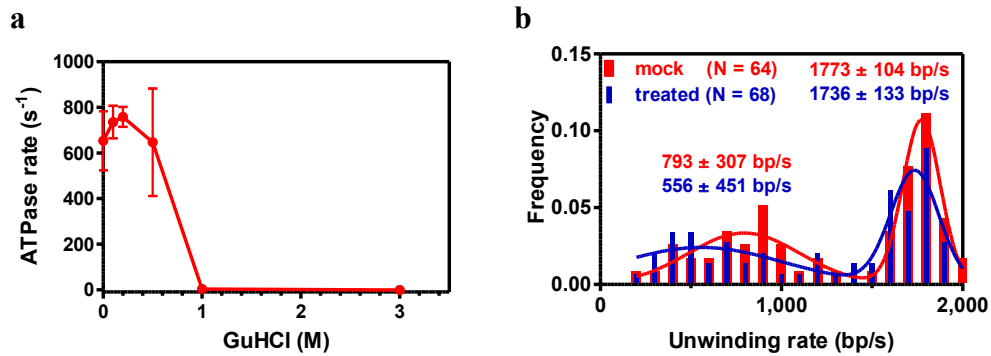 a
1000
800
600
400
200
0
ATPase rate (s⁻¹)
0 1 2 3
GuHCl (M)
b
0.15
0.10
0.05
0.00
Frequency
mock (N = 64)
treated (N = 68)
1773 ± 104 bp/s
1736 ± 133 bp/s
793 ± 307 bp/s
556 ± 451 bp/s
0 1,000 2,000
Unwinding rate (bp/s)